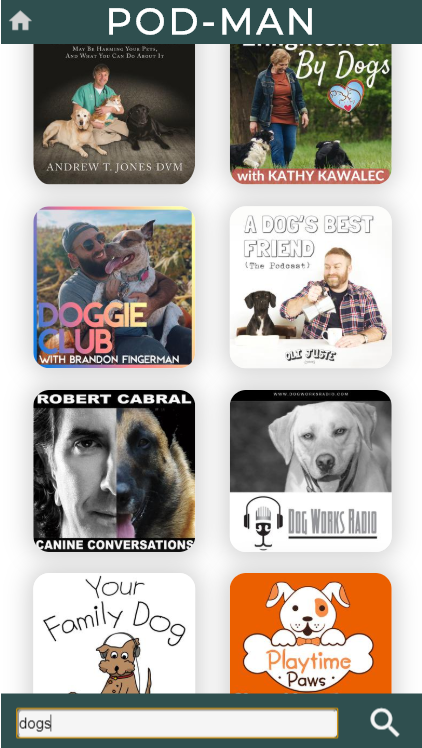 POD-MAN
MAY BE HARMING YOUR PETS,
AND WHAT YOU CAN DO ABOUT IT
ANDREW T. JONES DVM
Enlightened
By Dogs
with KATHY KAWALEC
DOGGIE
CLUB
WITH BRANDON FINGERMAN
A DOG'S BEST
FRIEND
(The Podcast)
OLI JUSTE
ROBERT CABRAL
CANINE CONVERSATIONS
WWW.DOGWORKSRADIO.COM
DOG WORKS RADIO
Your
Family Dog
Playtime
Paws
dogs